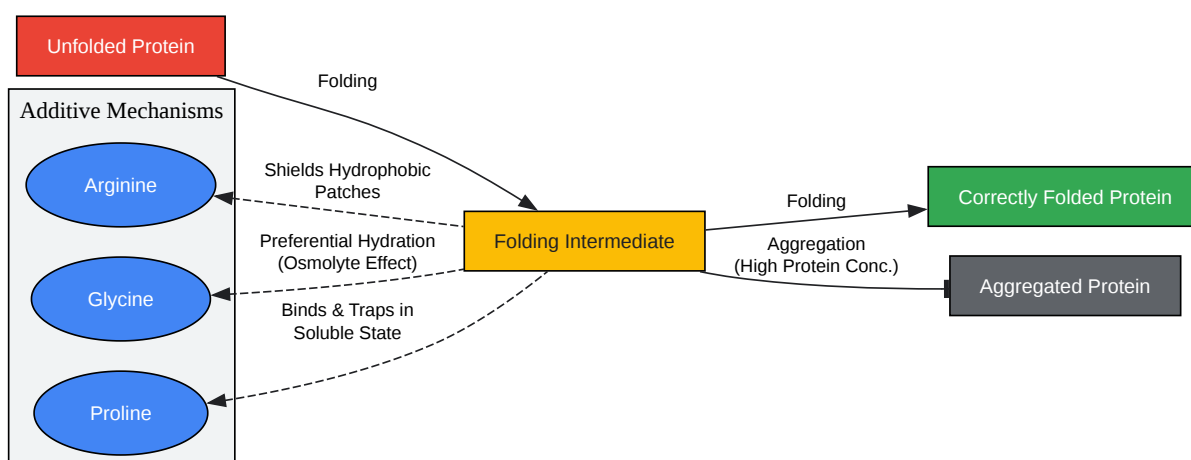 Unfolded Protein
Folding
Additive Mechanisms
Arginine
Shields Hydrophobic
Patches
Folding
Correctly Folded Protein
Folding Intermediate
Preferential Hydration
(Osmolyte Effect)
Aggregation
(High Protein Conc.)
Glycine
Aggregated Protein
Binds & Traps in
Soluble State
Proline